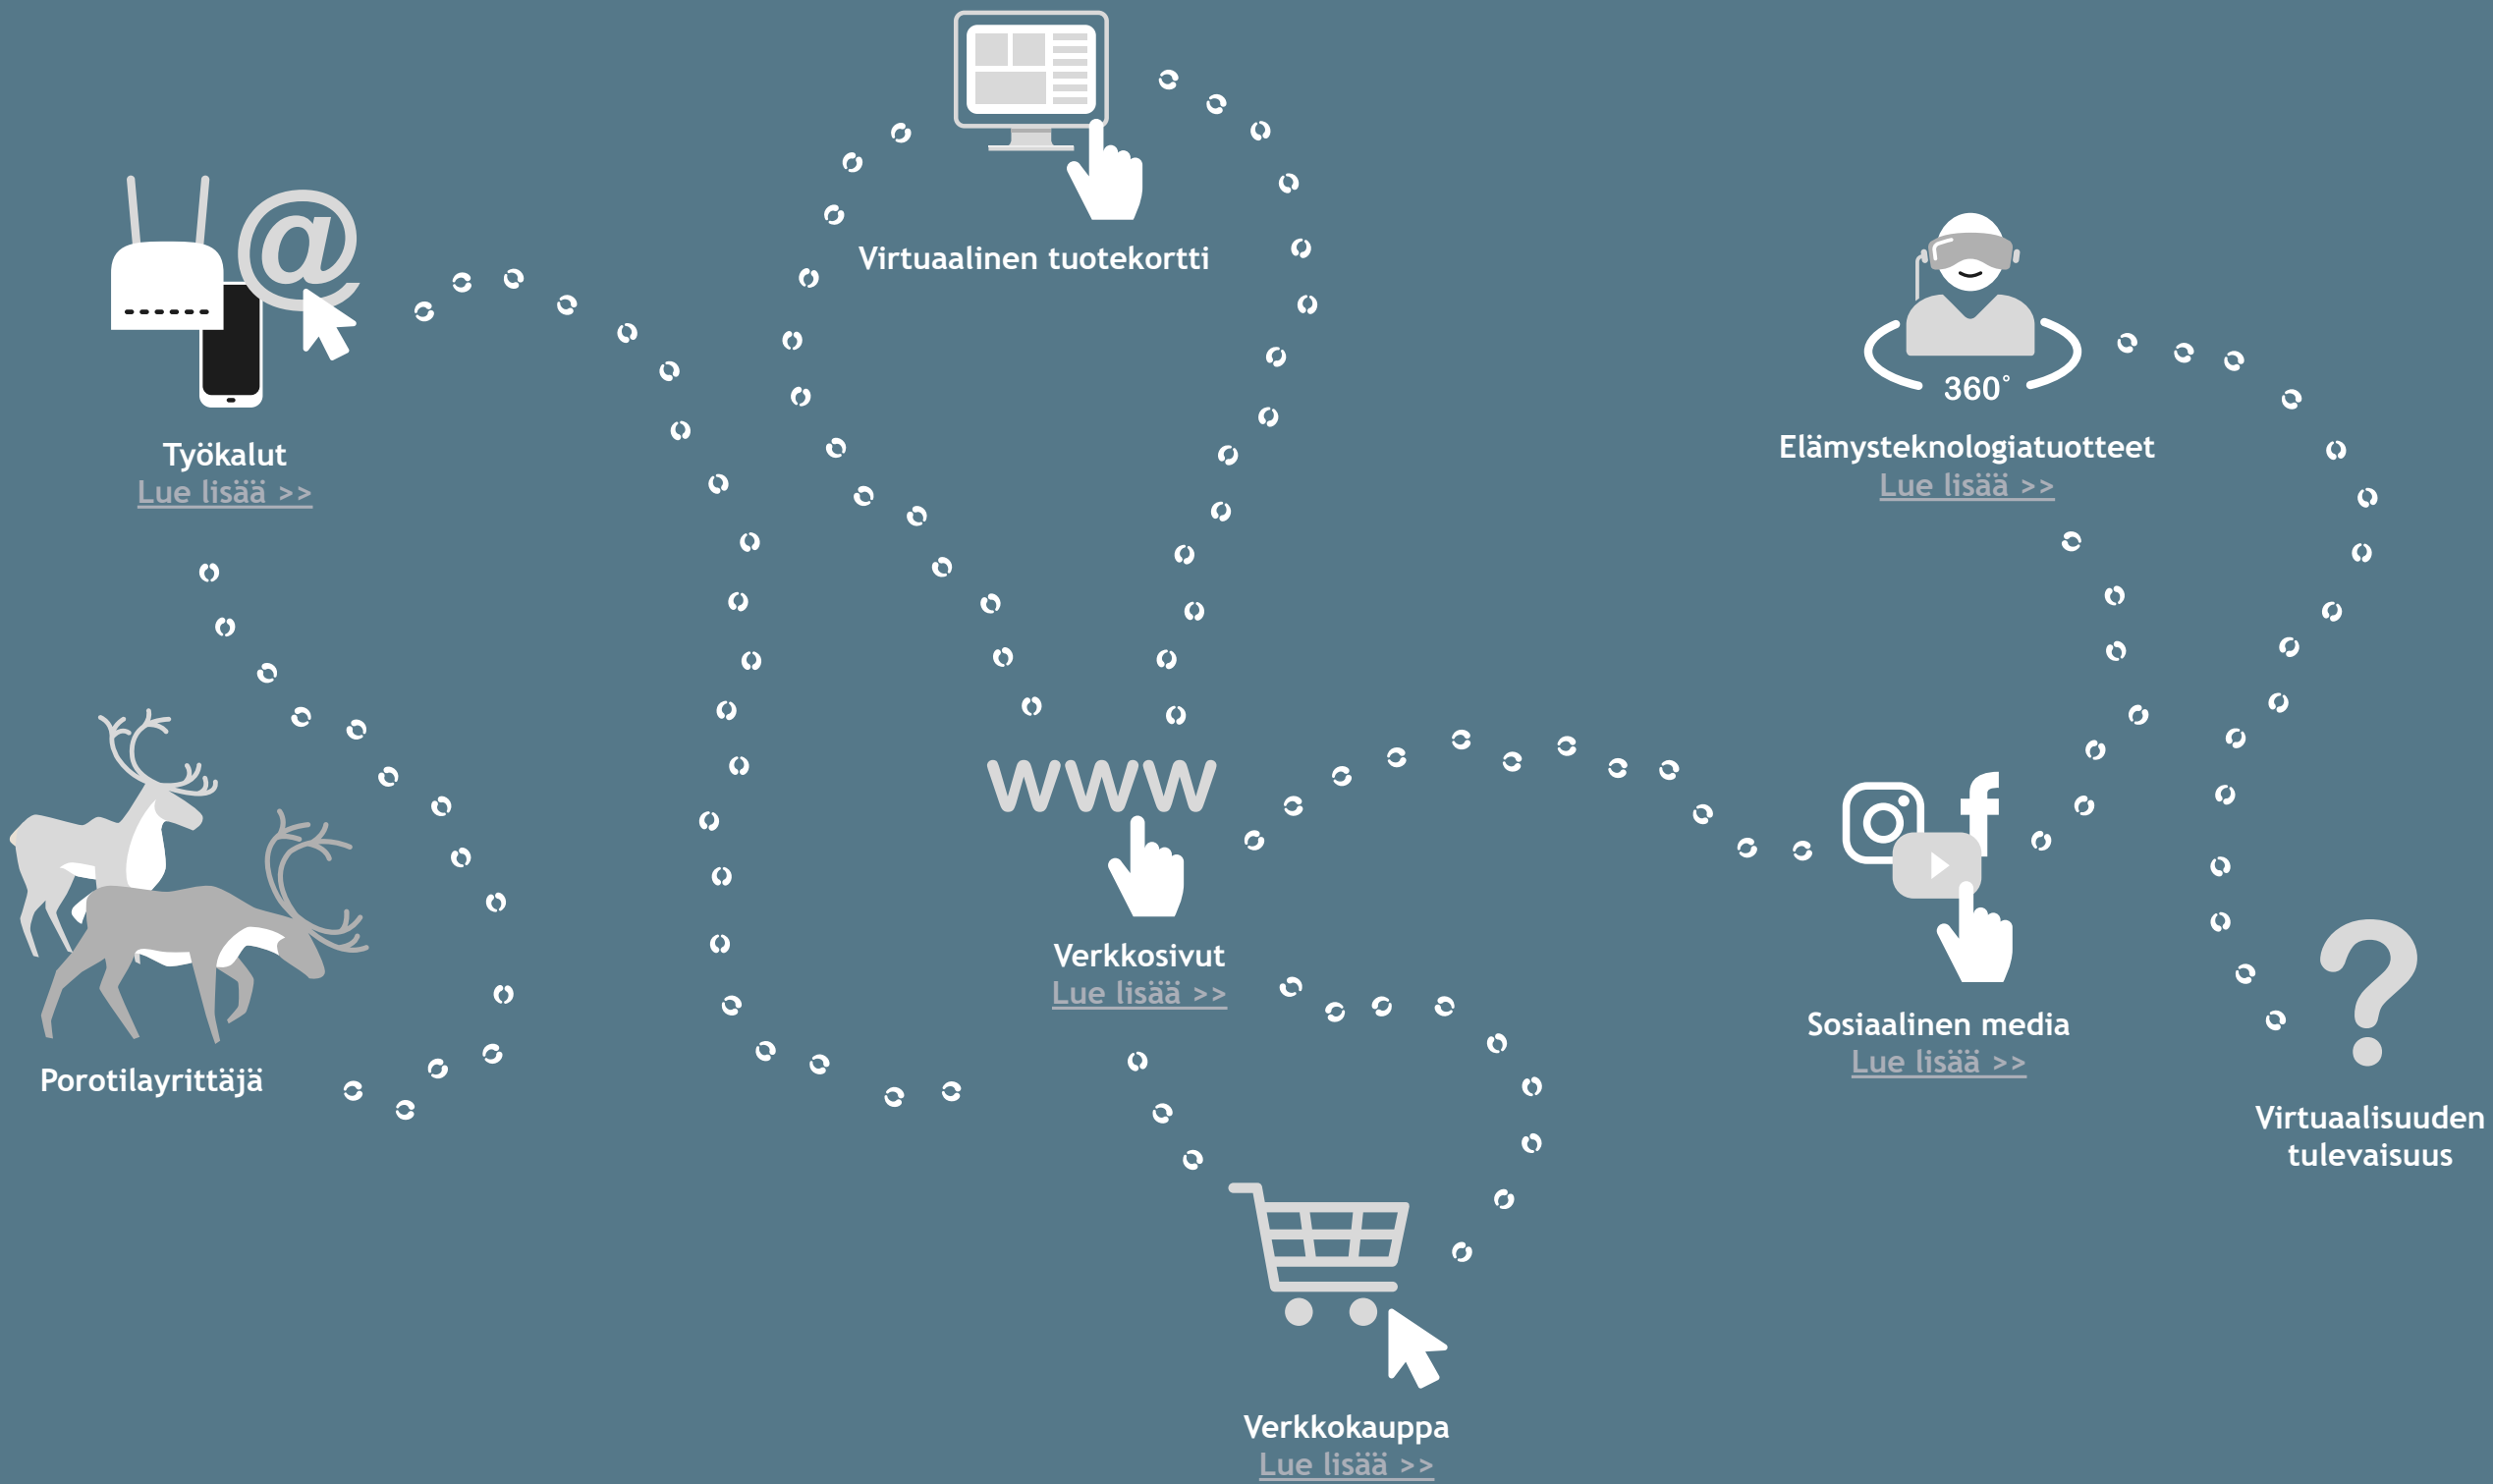 Virtuaalinen tuotekortti
@
360°
Työkalut
Lue lisää >>
Elämysteknologiatuotteet
Lue lisää >>
www
f
Verkkosivut
Lue lisää >>
?
Sosiaalinen media
Lue lisää >>
Porotilayrittäjä
Virtuaalisuuden
tulevaisuus
Verkkokauppa
Lue lisää >>